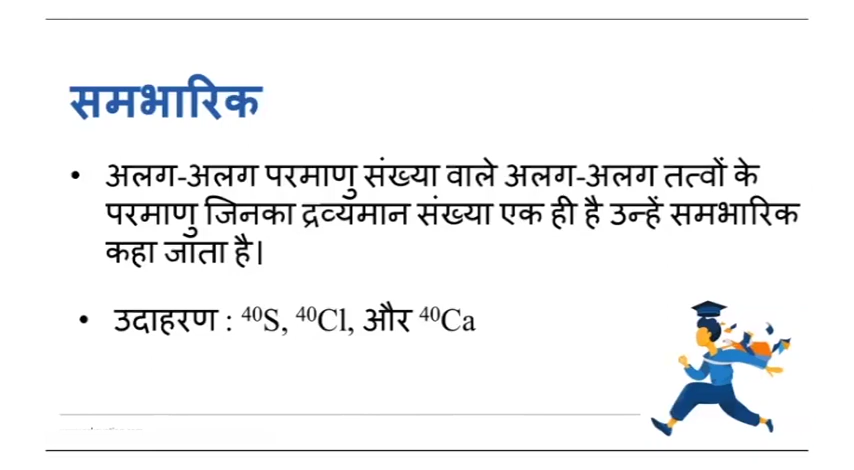 समभारिक
• अलग-अलग परमाणु संख्या वाले अलग-अलग तत्वों के
परमाणु जिनका द्रव्यमान संख्या एक ही है उन्हें समभारिक
कहा जाता है।
• उदाहरण : ⁴⁰S, ⁴⁰Cl, और ⁴⁰Ca